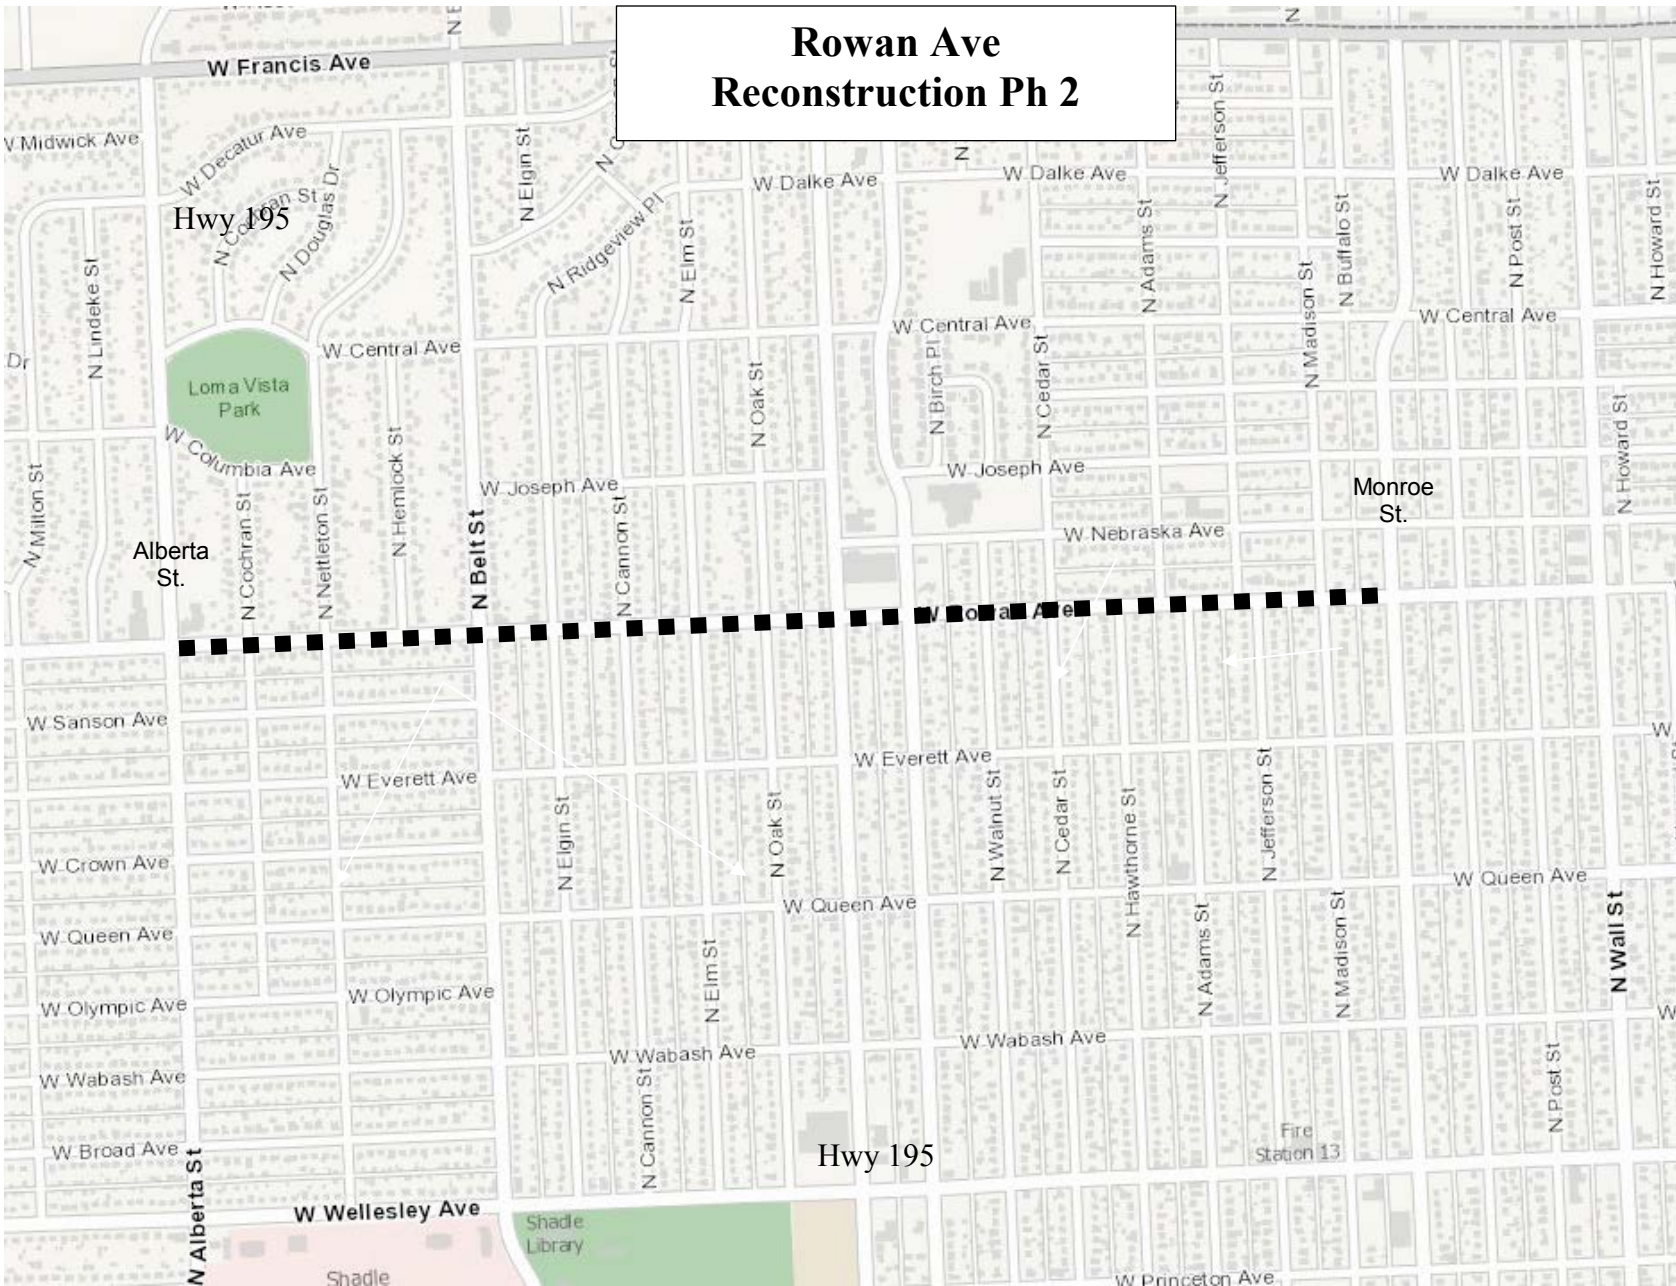 Rowan Ave
Reconstruction Ph 2
W Francis Ave
W Midwick Ave
W Decatur Ave
N Cochran St
N Douglas Dr
Hwy 195
N Elgin St
N Ridgeview Pl
N Elm St
W Dalke Ave
W Dalke Ave
W Dalke Ave
N Jefferson St
N Adams St
N Buffalo St
N Post St
N Howard St
N Lindeke St
Dr
Loma Vista
Park
W Central Ave
W Central Ave
W Central Ave
N Madison St
N Oak St
N Birch Pl
N Cedar St
W Columbia Ave
N Milton St
N Hemlock St
N Cochran St
N Nettleton St
N Belt St
W Joseph Ave
W Joseph Ave
N Cannon St
N Howard St
Monroe
St.
W Nebraska Ave
Alberta
St.
W Rowan Ave
W Sanson Ave
W Everett Ave
W Everett Ave
N Elgin St
N Oak St
N Walnut St
N Cedar St
N Hawthorne St
N Jefferson St
W Crown Ave
W Queen Ave
W Queen Ave
W Queen Ave
N Elm St
N Adams St
N Madison St
N Wall St
W Olympic Ave
W Olympic Ave
W Wabash Ave
W Wabash Ave
W Wabash Ave
N Cannon St
N Post St
W Broad Ave
Hwy 195
Fire
Station 13
N Alberta St
W Wellesley Ave
Shadle
Library
Shadle
W Princeton Ave